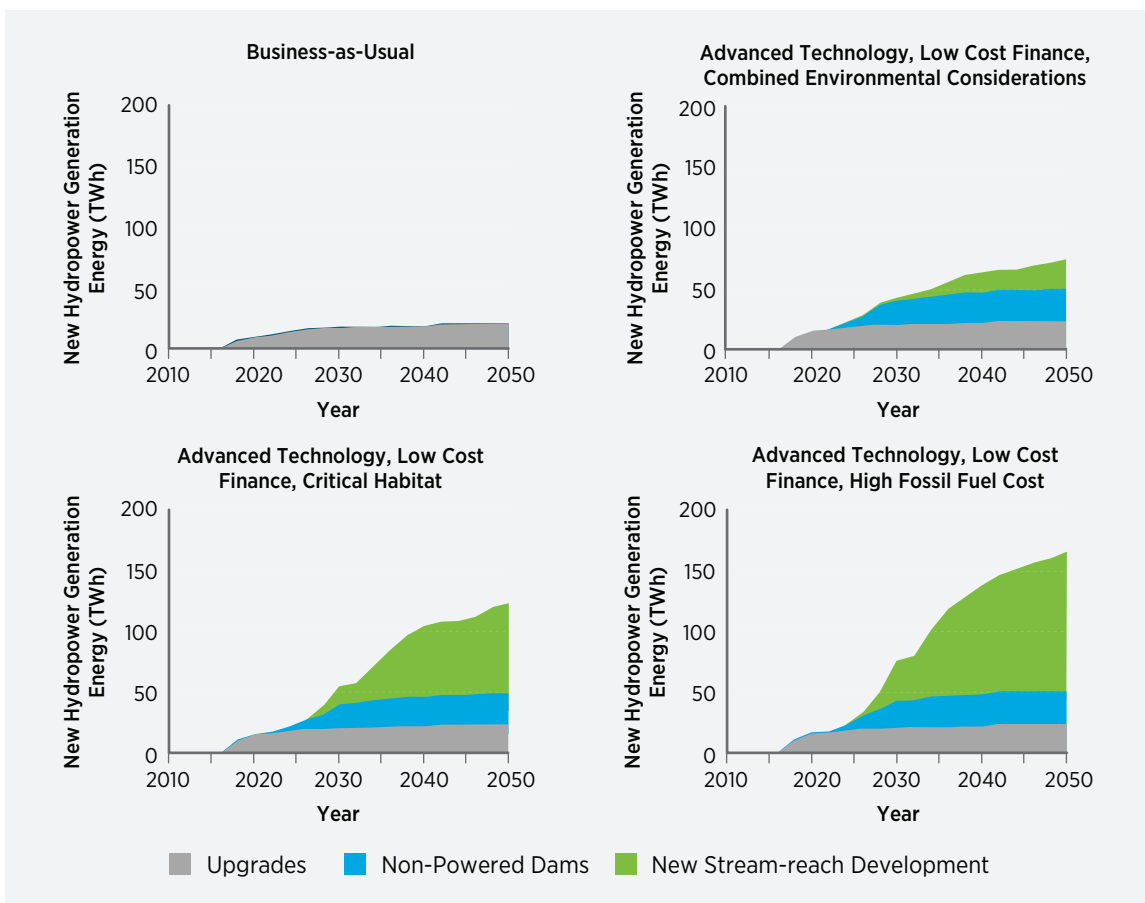 Business-as-Usual
New Hydropower Generation
Energy (TWh)
200
150
100
50
0
2010 2020 2030 2040 2050
Year
Advanced Technology, Low Cost Finance,
Combined Environmental Considerations
New Hydropower Generation
Energy (TWh)
200
150
100
50
0
2010 2020 2030 2040 2050
Year
Advanced Technology, Low Cost
Finance, Critical Habitat
New Hydropower Generation
Energy (TWh)
200
150
100
50
0
2010 2020 2030 2040 2050
Year
Advanced Technology, Low Cost
Finance, High Fossil Fuel Cost
New Hydropower Generation
Energy (TWh)
200
150
100
50
0
2010 2020 2030 2040 2050
Year
Upgrades Non-Powered Dams New Stream-reach Development